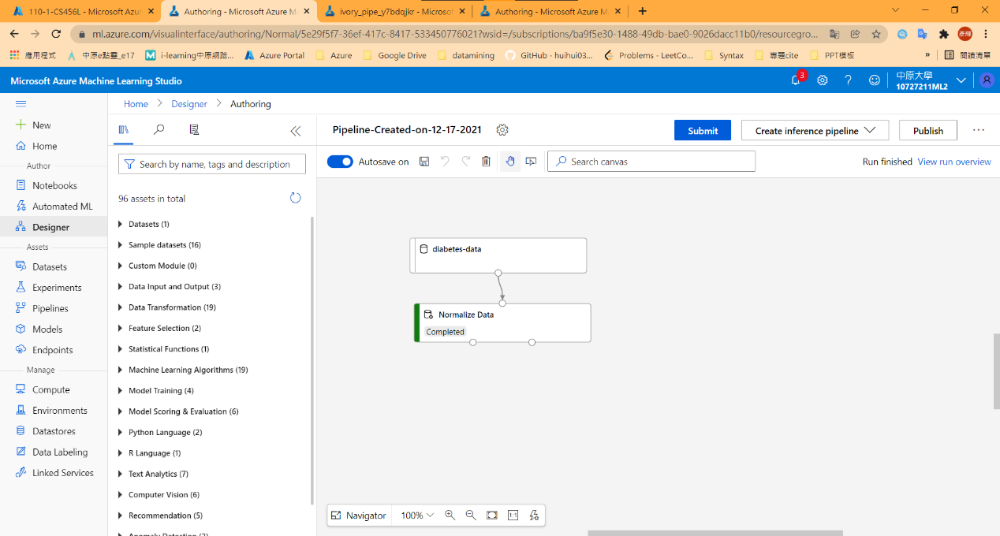 110-1-CS456L - Microsoft Azur
Authoring - Microsoft Azure Ma
ivory_pipe_y7bdqjkr - Microsof
Authoring - Microsoft Azure Ma
ml.azure.com/visualinterface/authoring/Normal/5e29f5f7-36ef-417c-8417-533450776021?wsid=/subscriptions/ba9f5e30-1488-49db-bae0-9026dacc11b0/resourcegro...
應用程式
中原e點靈_e17
i-learning中原網路...
Azure Portal
Azure
Google Drive
datamining
GitHub - huihui03...
Problems - LeetCo...
Syntax
專題cite
PPT模板
»
閱讀清單
Microsoft Azure Machine Learning Studio
3
中原大學
10727211ML2
Home > Designer > Authoring
New
Home
Author
Notebooks
Automated ML
Designer
Assets
Datasets
Experiments
Pipelines
Models
Endpoints
Manage
Compute
Environments
Datastores
Data Labeling
Linked Services
Search by name, tags and description
96 assets in total
Datasets (1)
Sample datasets (16)
Custom Module (0)
Data Input and Output (3)
Data Transformation (19)
Feature Selection (2)
Statistical Functions (1)
Machine Learning Algorithms (19)
Model Training (4)
Model Scoring & Evaluation (6)
Python Language (2)
R Language (1)
Text Analytics (7)
Computer Vision (6)
Recommendation (5)
Anomaly Detection (2)
Pipeline-Created-on-12-17-2021
Submit
Create inference pipeline
Publish
...
Autosave on
Search canvas
Run finished View run overview
diabetes-data
Normalize Data
Completed
Navigator
100%
1:1